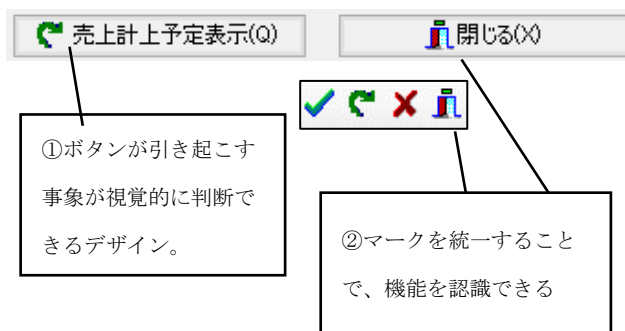 売上計上予定表示(Q)
閉じる(X)
①ボタンが引き起こす
事象が視覚的に判断で
きるデザイン。
②マークを統一すること
で、機能を認識できる